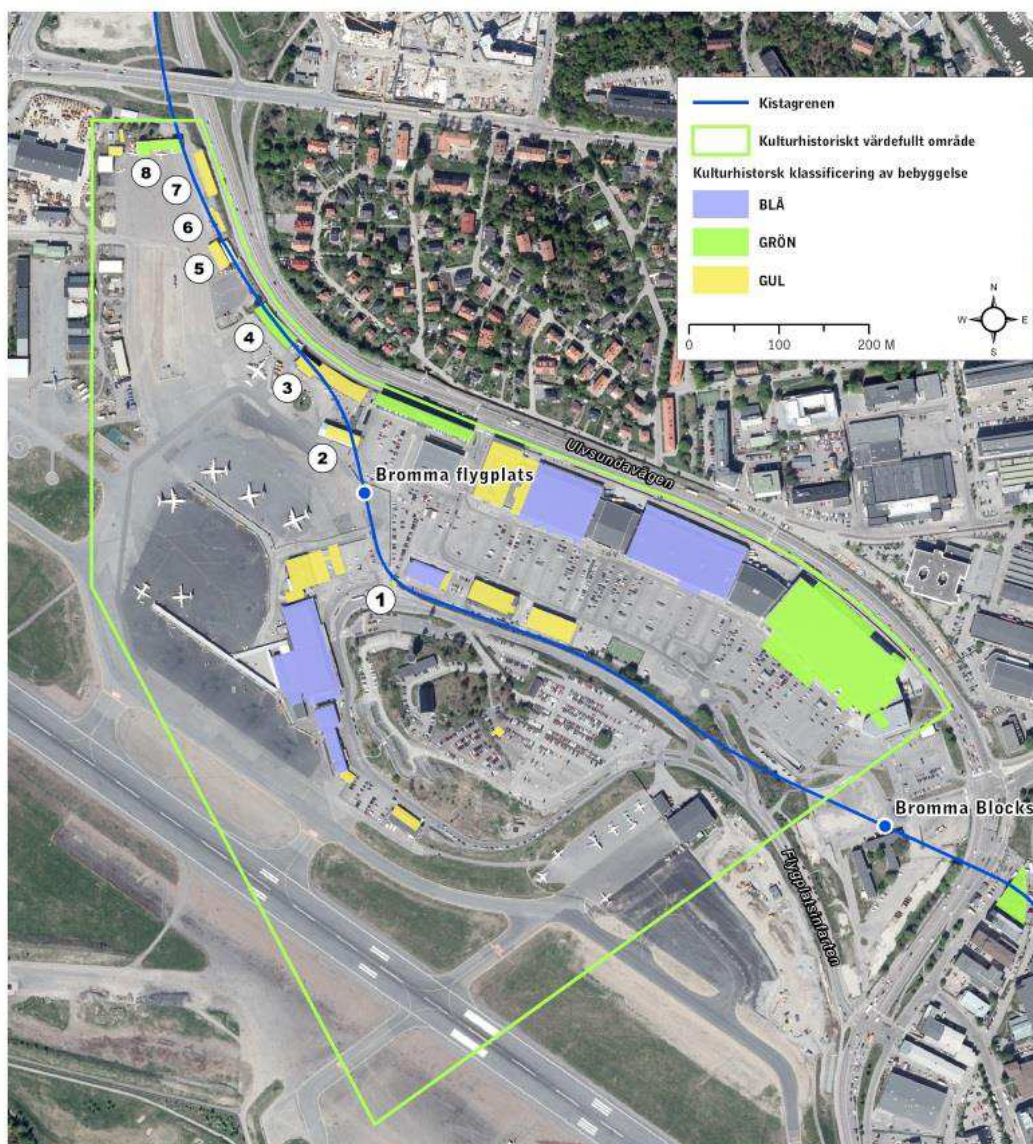 Kistagrenen
Kulturhistoriskt värdefullt område
Kulturhistorsk klassificering av bebyggelse
BLÅ
GRÖN
GUL
N
W E
S
0 100 200 M
8
7
6
5
4
3
2
Bromma flygplats
Ulvsundavägen
1
Bromma Blocks
Flygplatsinfarten